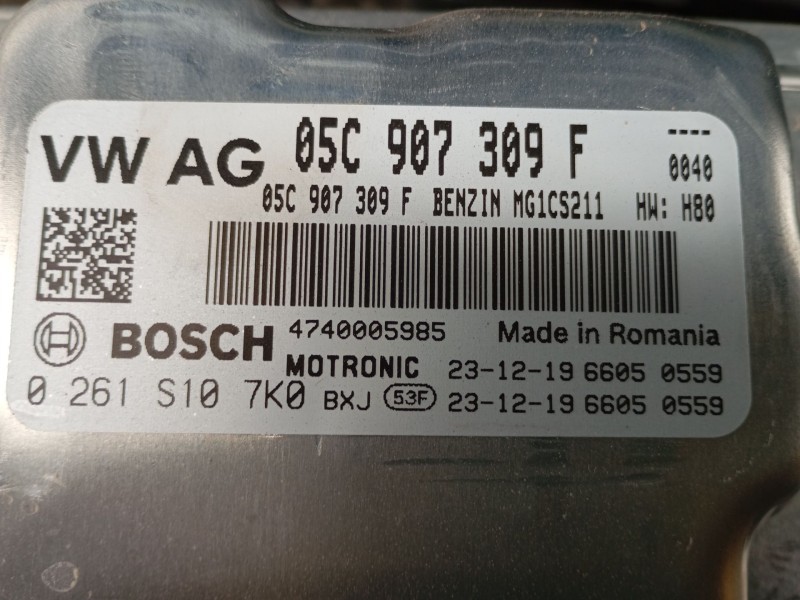 VW AG 05C 907 309 F ----
0040
05C 907 309 F BENZIN MG1CS211 HW: H80
BOSCH 4740005985 Made in Romania
MOTRONIC 23-12-19 6605 0559
0 261 S10 7K0 BXJ 53F 23-12-19 6605 0559